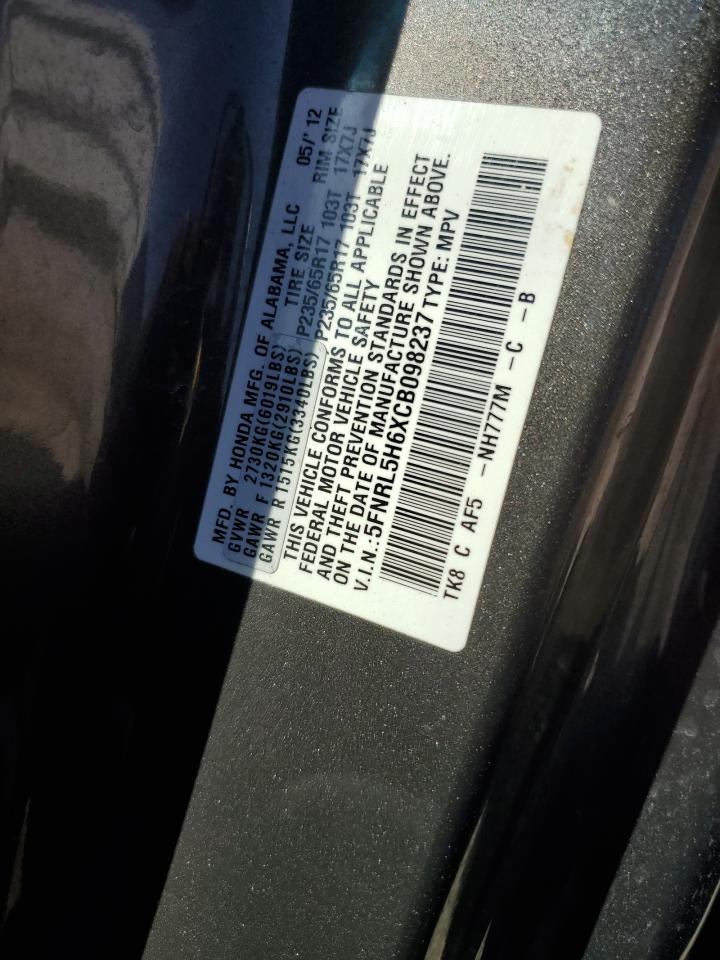 MFD. BY HONDA MFG. OF ALABAMA, LLC 05/'12
GVWR 2730KG(6019LBS) TIRE SIZE RIM SIZE
GAWR F 1320KG(2910LBS) P235/65R17 103T 17X7J
GAWR R 1515KG(3340LBS) P235/65R17 103T 17X7J
THIS VEHICLE CONFORMS TO ALL APPLICABLE
FEDERAL MOTOR VEHICLE SAFETY
AND THEFT PREVENTION STANDARDS IN EFFECT
ON THE DATE OF MANUFACTURE SHOWN ABOVE.
V.I.N.:5FNRL5H6XCB098237 TYPE: MPV
TK8 C AF5 -NH777M -C -B